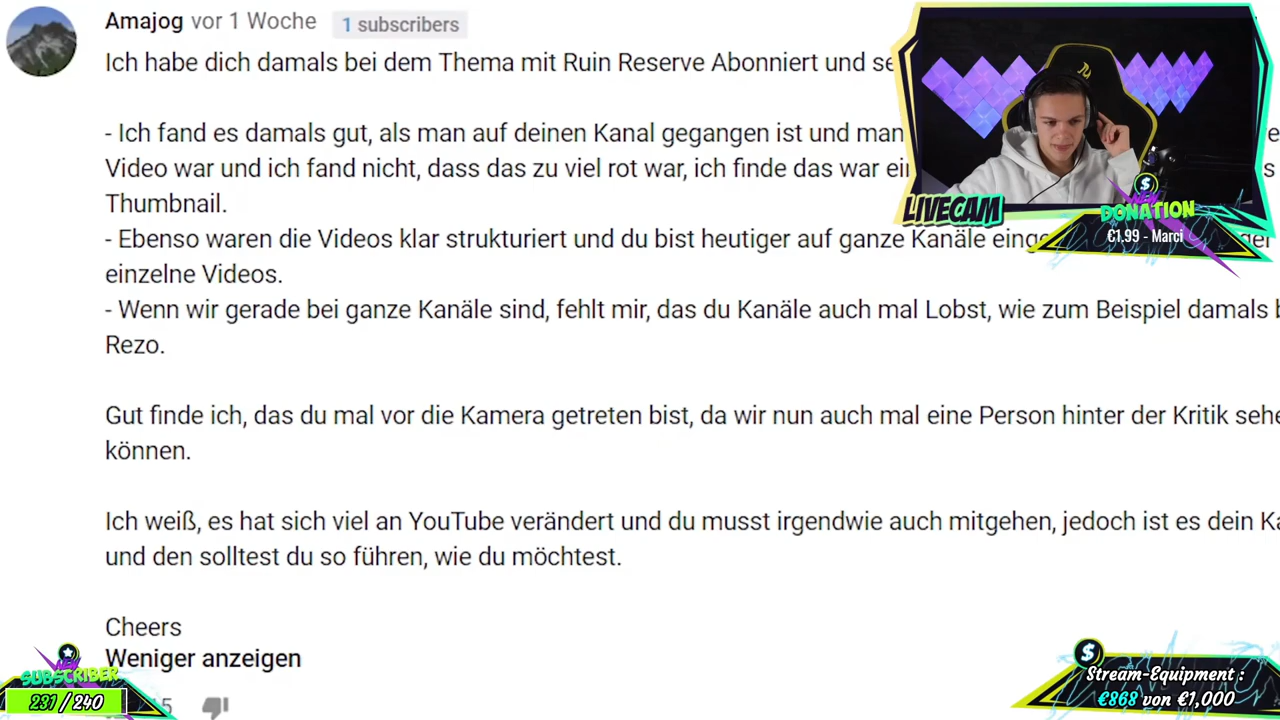 Amajog vor 1 Woche 1 subscribers
Ich habe dich damals bei dem Thema mit Ruin Reserve Abonniert und
- Ich fand es damals gut, als man auf deinen Kanal gegangen ist und man
Video war und ich fand nicht, dass das zu viel rot war, ich finde das war
Thumbnail.
- Ebenso waren die Videos klar strukturiert und du bist heutiger auf ganze Kanäle
einzelne Videos.
- Wenn wir gerade bei ganze Kanäle sind, fehlt mir, das du Kanäle auch mal Lobst, wie zum Beispiel damals
Rezo.
Gut finde ich, das du mal vor die Kamera getreten bist, da wir nun auch mal eine Person hinter der Kritik
können.
Ich weiß, es hat sich viel an YouTube verändert und du musst irgendwie auch mitgehen, jedoch ist es dein
und den solltest du so führen, wie du möchtest.
Cheers
Weniger anzeigen
LIVECAM
NEW
DONATION
€1.99 - Marci
NEW
SUBSCRIBER
231 / 240
Stream-Equipment :
€868 von €1,000